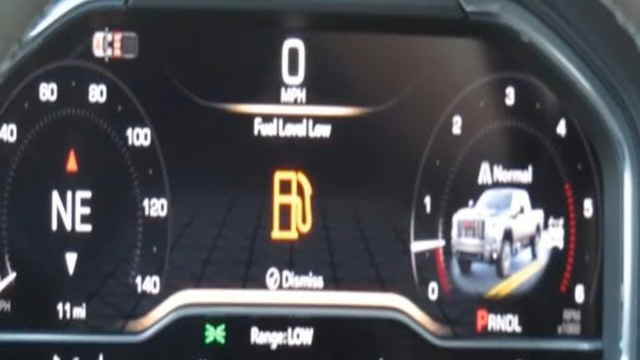 0
MPH
Fuel Level Low
Dismiss
Range: LOW
40
60
80
100
120
140
NE
11 mi
0
1
2
3
4
5
6
Normal
PRNDL
RPM
x1000